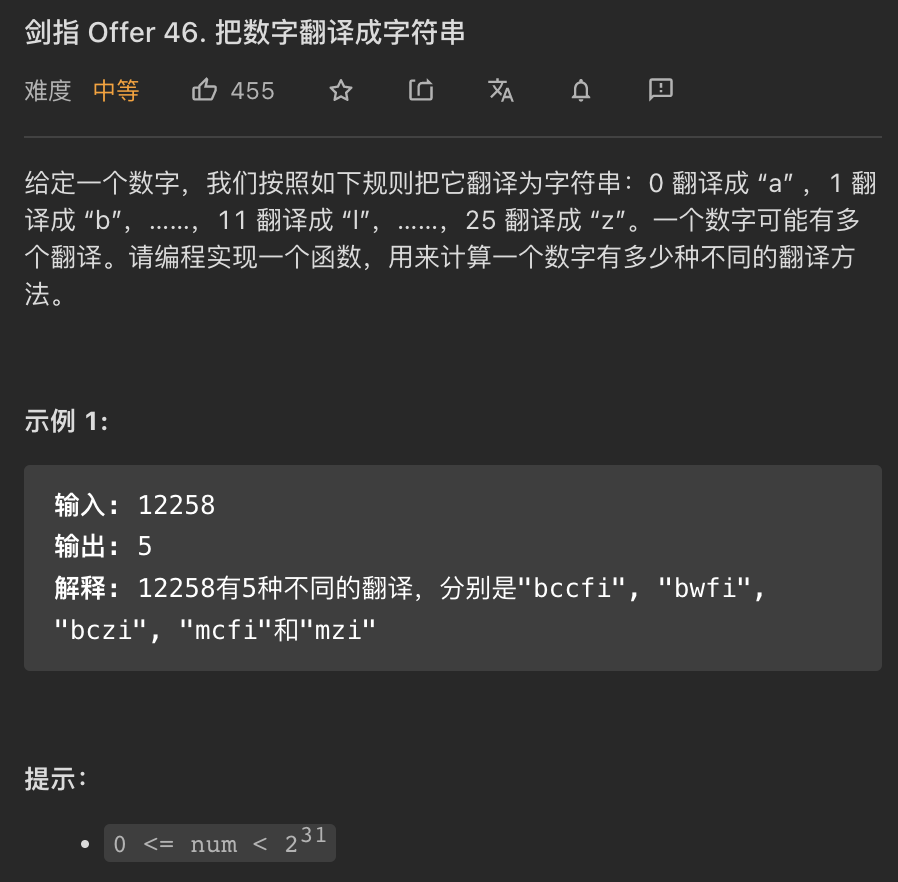 剑指 Offer 46. 把数字翻译成字符串
难度 中等 455
给定一个数字，我们按照如下规则把它翻译为字符串：0 翻译成 “a” ，1 翻
译成 “b”，……，11 翻译成 “l”，……，25 翻译成 “z”。一个数字可能有多
个翻译。请编程实现一个函数，用来计算一个数字有多少种不同的翻译方
法。
示例 1:
输入: 12258
输出: 5
解释: 12258有5种不同的翻译，分别是"bccfi", "bwfi",
"bczi", "mcfi"和"mzi"
提示：
• 0 <= num < 2³¹